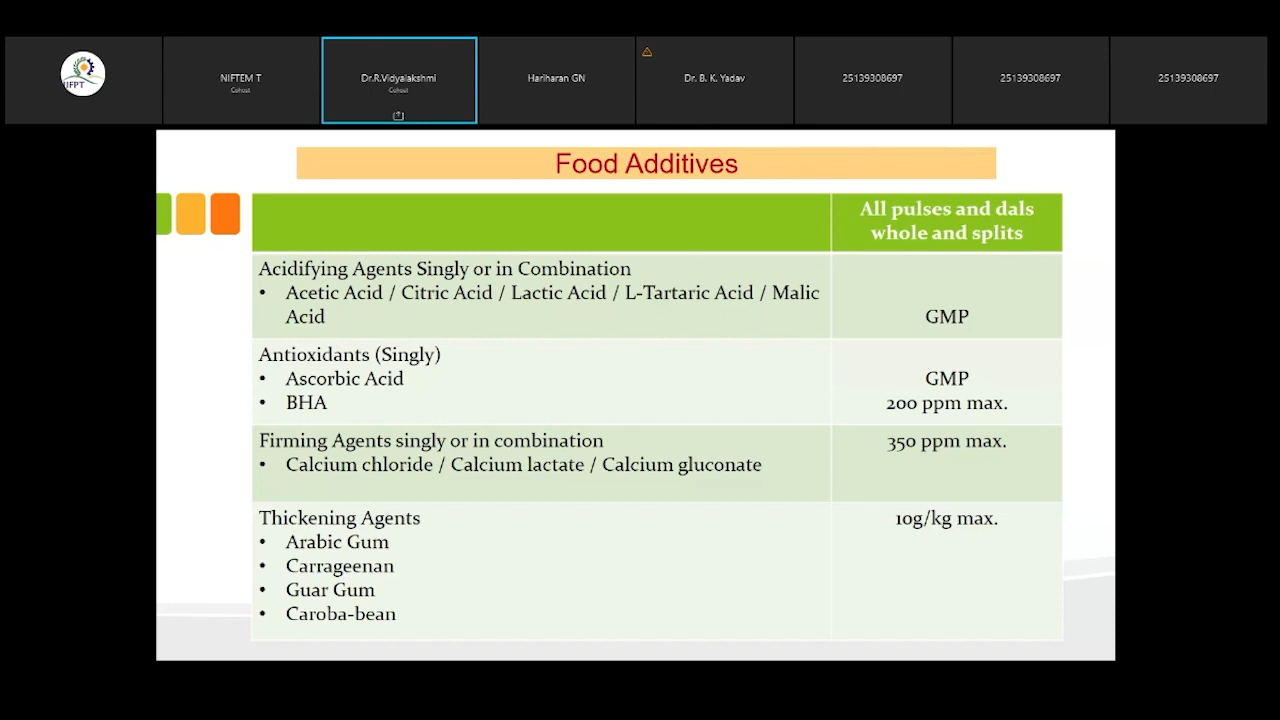 IIFPT
NIFTEM T
Cohost
Dr.R.Vidyalakshmi
Cohost
Hariharan GN
Dr. B. K. Yadav
25139308697
25139308697
25139308697
Food Additives
All pulses and dals
whole and splits
Acidifying Agents Singly or in Combination
• Acetic Acid / Citric Acid / Lactic Acid / L-Tartaric Acid / Malic
Acid
GMP
Antioxidants (Singly)
• Ascorbic Acid
GMP
• BHA
200 ppm max.
Firming Agents singly or in combination
350 ppm max.
• Calcium chloride / Calcium lactate / Calcium gluconate
Thickening Agents
10g/kg max.
• Arabic Gum
• Carrageenan
• Guar Gum
• Caroba-bean